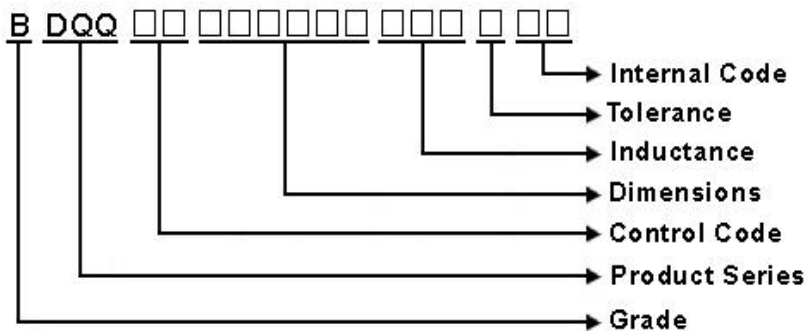 B DQQ □□ □□□□□□ □□□ □ □□
Internal Code
Tolerance
Inductance
Dimensions
Control Code
Product Series
Grade